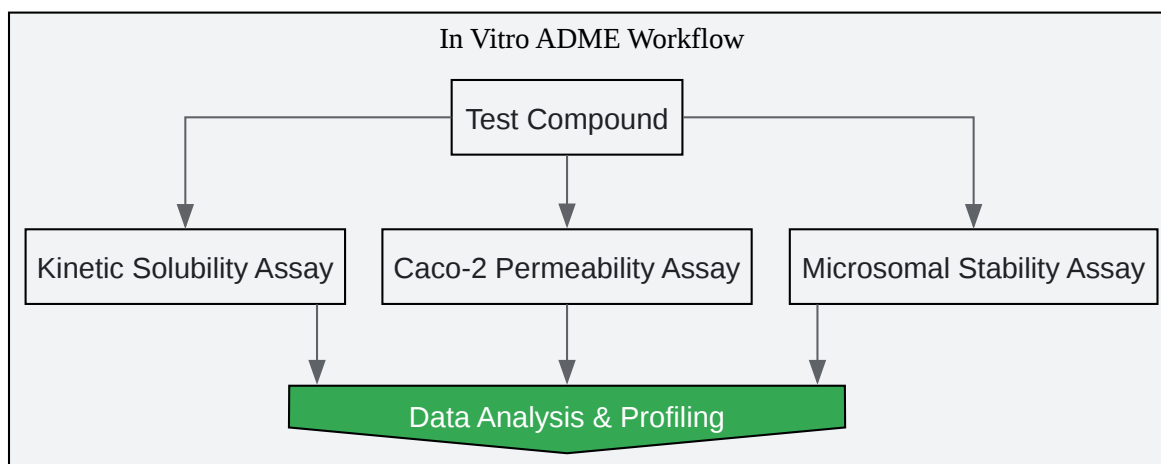 In Vitro ADME Workflow
Test Compound
Kinetic Solubility Assay
Caco-2 Permeability Assay
Microsomal Stability Assay
Data Analysis & Profiling